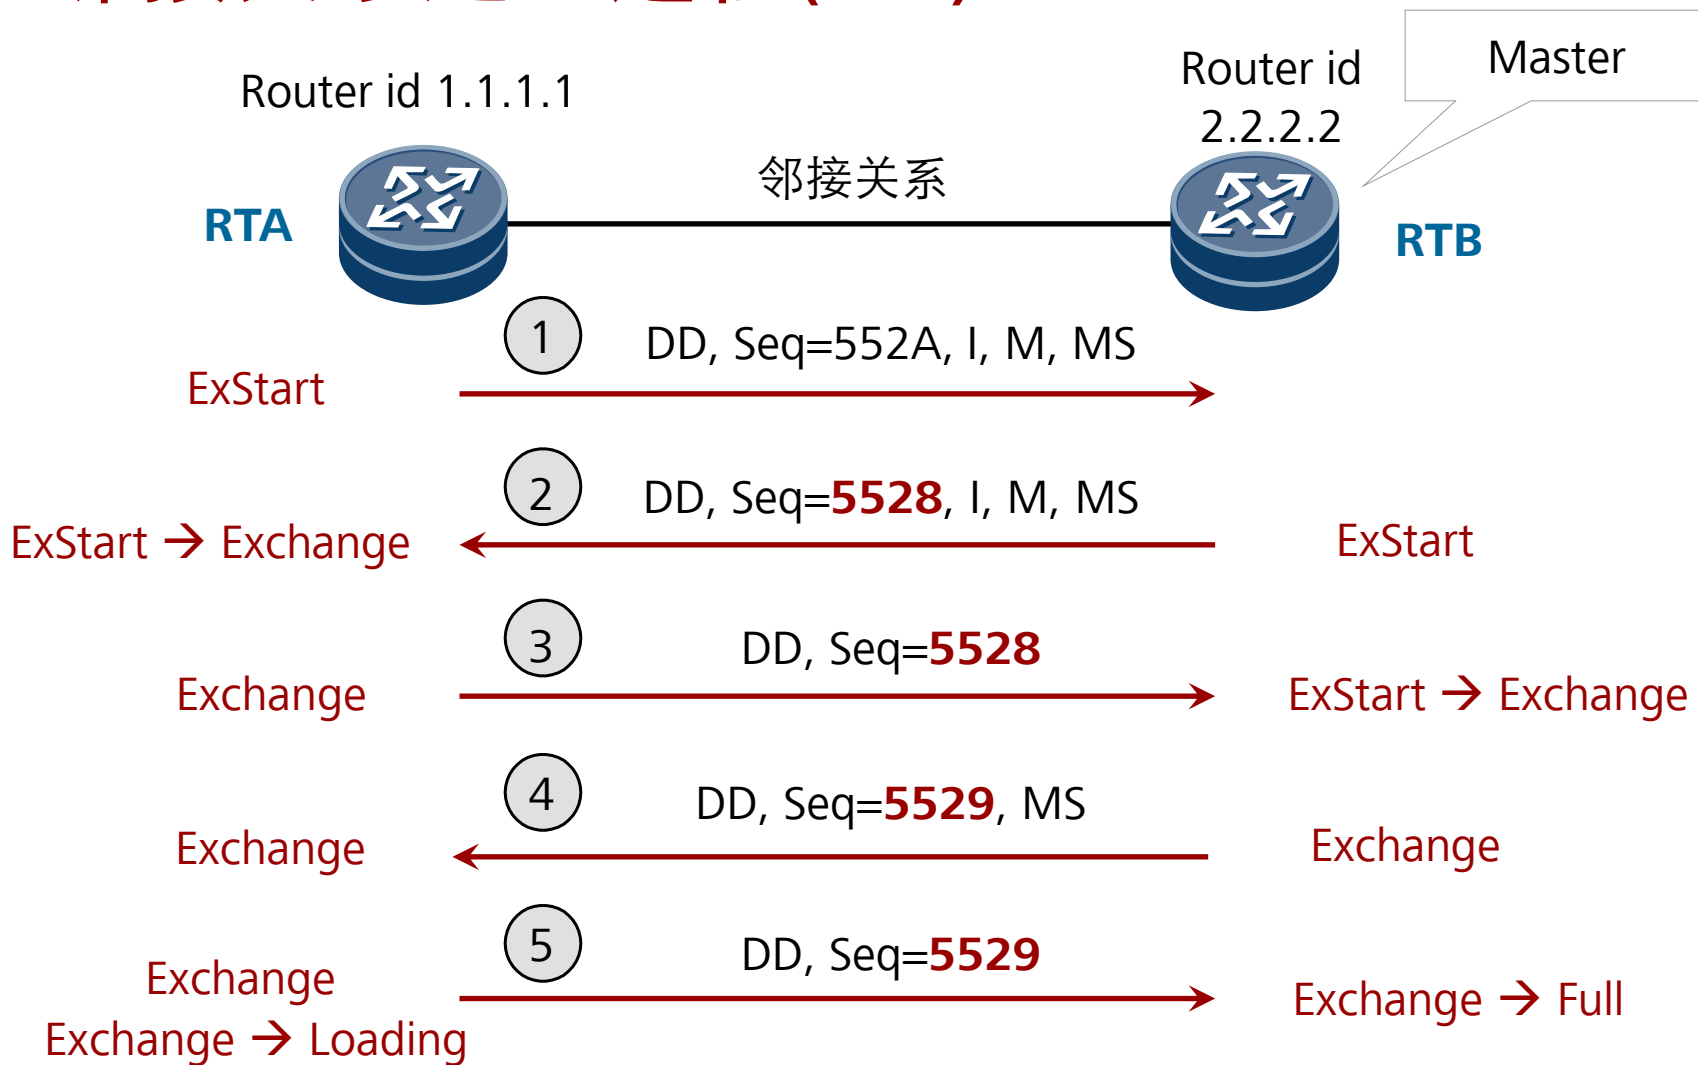 Router id 1.1.1.1
Router id
2.2.2.2
Master
邻接关系
RTA
RTB
1
DD, Seq=552A, I, M, MS
ExStart
2
DD, Seq=5528, I, M, MS
ExStart → Exchange
ExStart
3
DD, Seq=5528
Exchange
ExStart → Exchange
4
DD, Seq=5529, MS
Exchange
Exchange
5
DD, Seq=5529
Exchange
Exchange → Full
Exchange → Loading